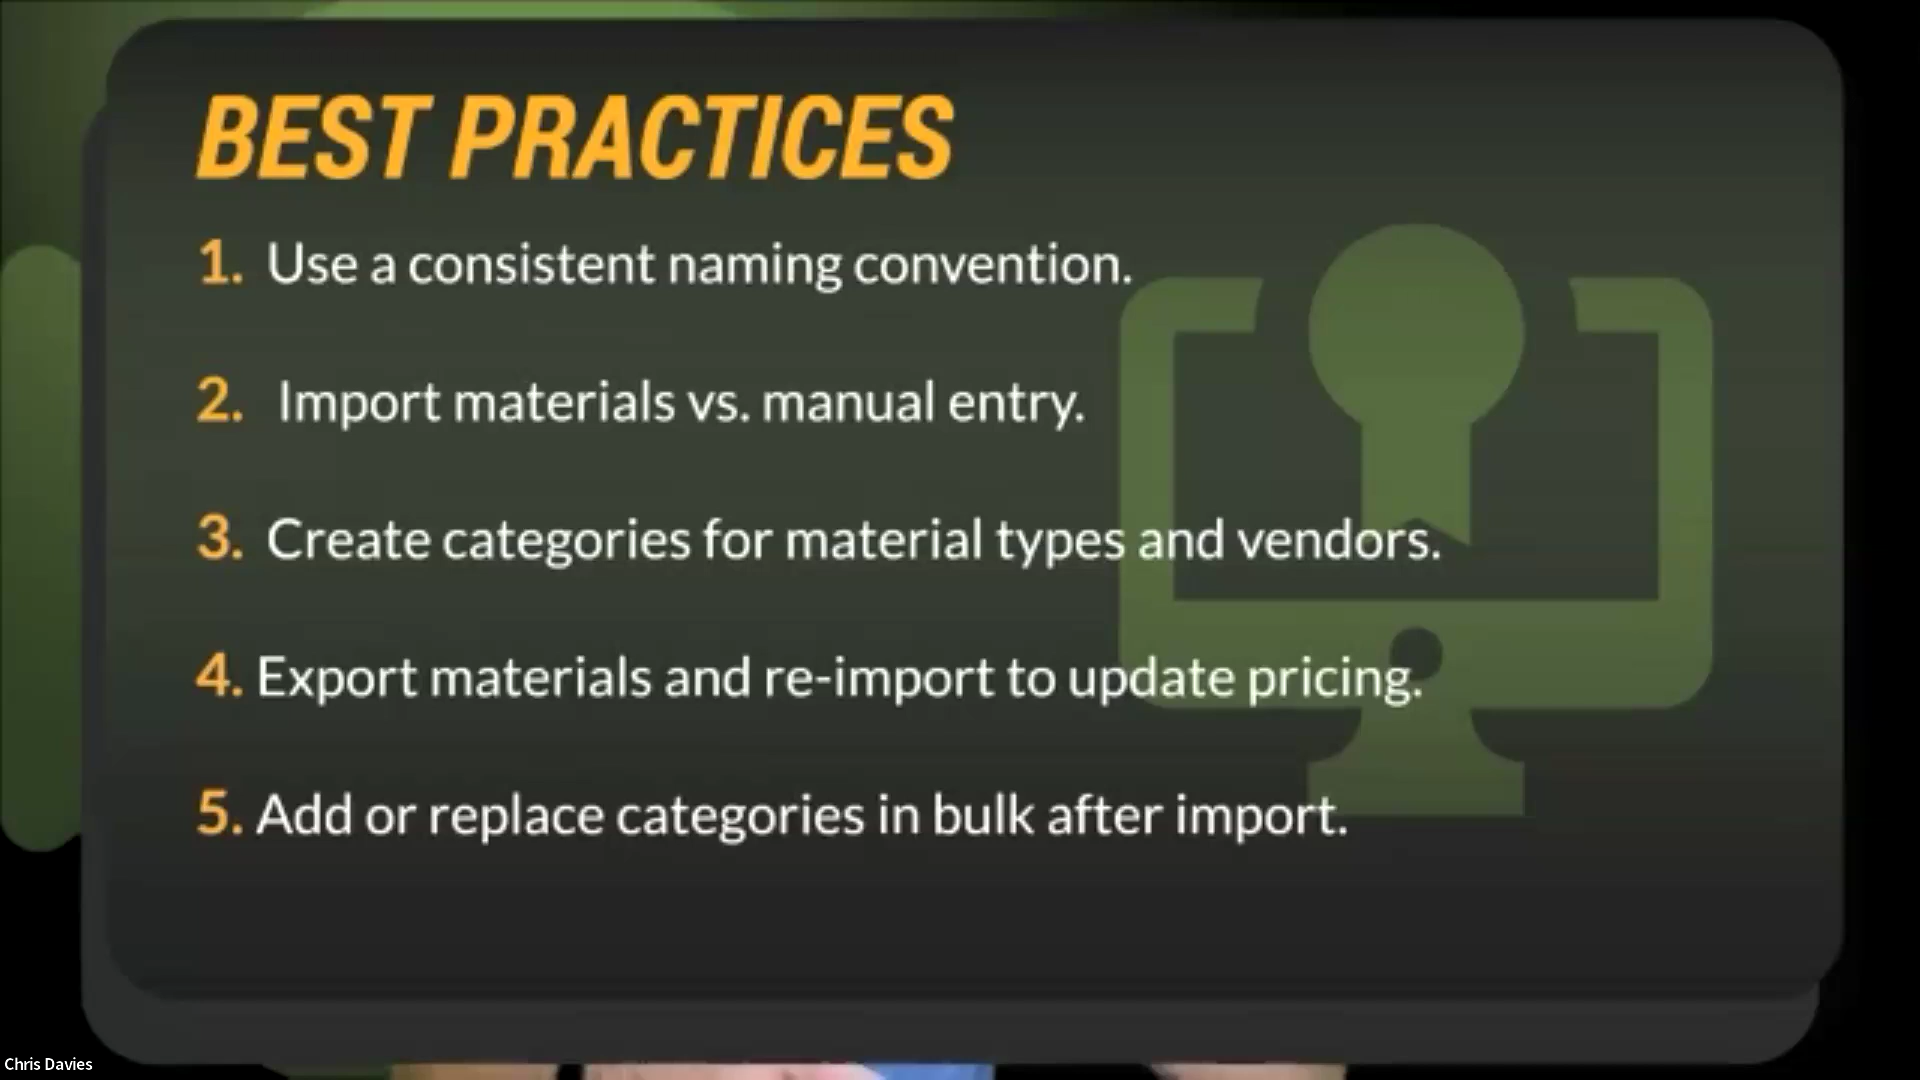 BEST PRACTICES
1. Use a consistent naming convention.
2. Import materials vs. manual entry.
3. Create categories for material types and vendors.
4. Export materials and re-import to update pricing.
5. Add or replace categories in bulk after import.
Chris Davies